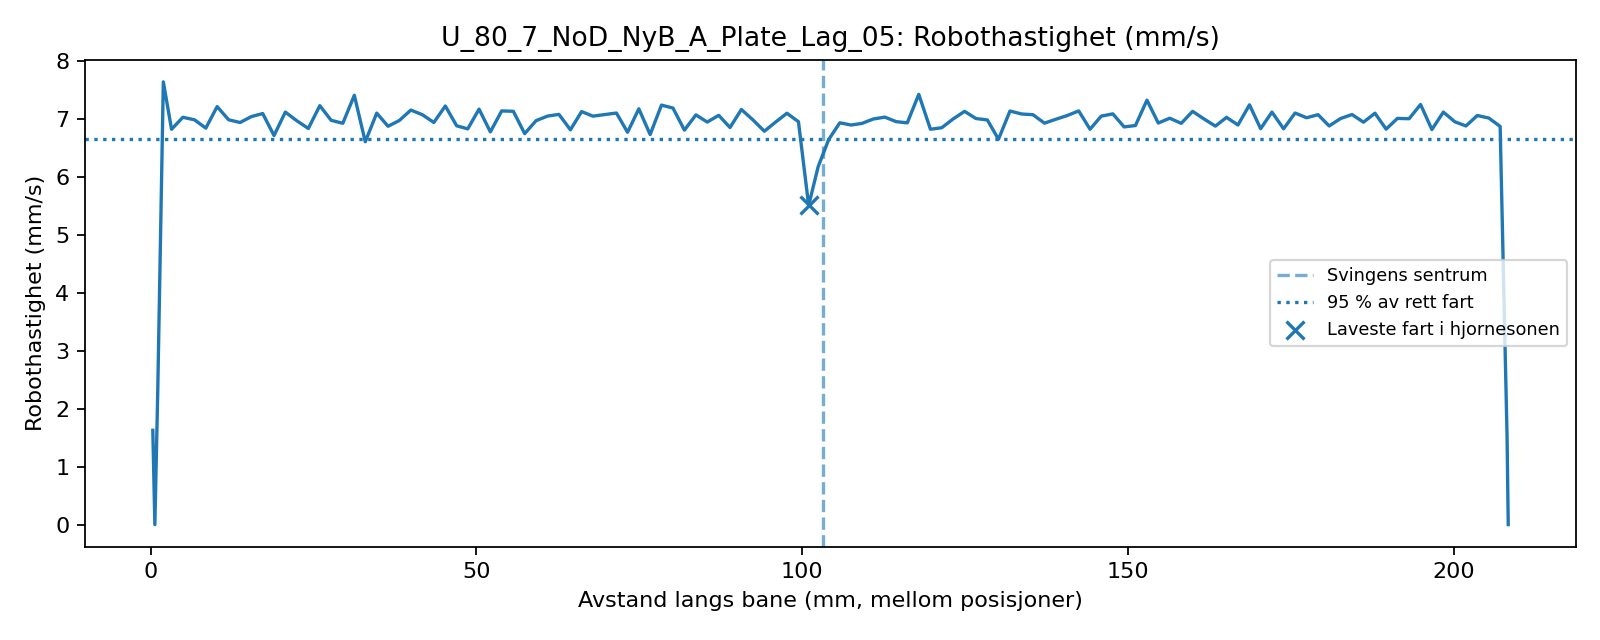 U_80_7_NoD_NyB_A_Plate_Lag_05: Robothastighet (mm/s)
8
7
6
5
4
3
2
1
0
Robothastighet (mm/s)
Svingens sentrum
95 % av rett fart
Laveste fart i hjornesonen
0 50 100 150 200
Avstand langs bane (mm, mellom posisjoner)